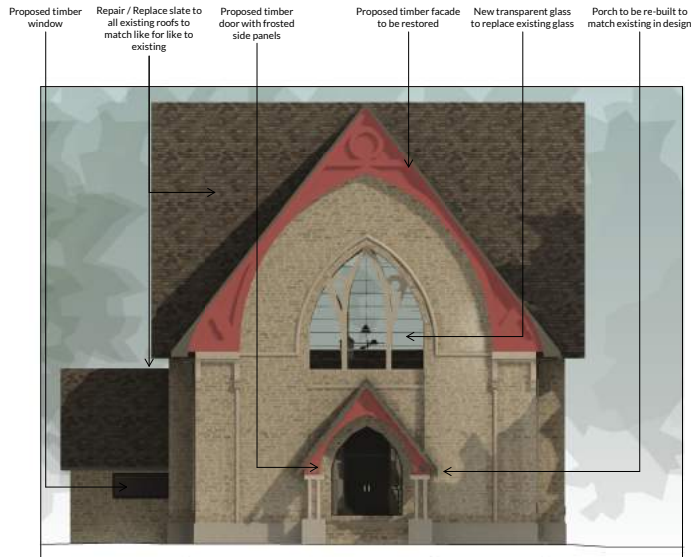 Proposed timber
window
Repair / Replace slate to
all existing roofs to
match like for like to
existing
Proposed timber
door with frosted
side panels
Proposed timber facade
to be restored
New transparent glass
to replace existing glass
Porch to be re-built to
match existing in design